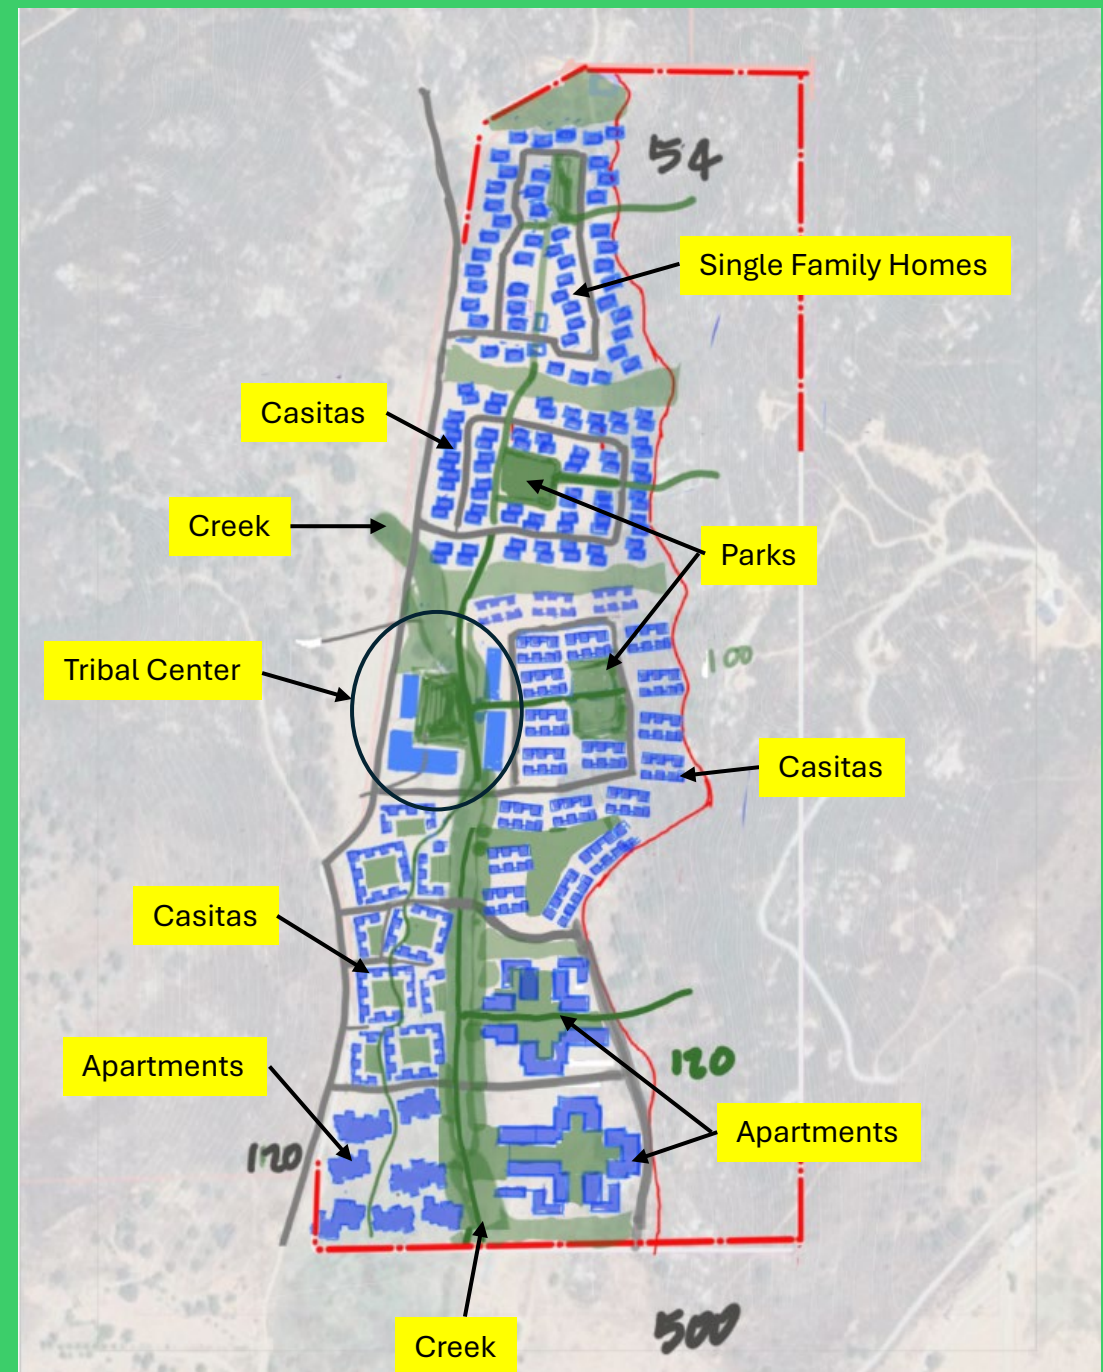 54
Single Family Homes
Casitas
Creek
Parks
Tribal Center
100
Casitas
Casitas
Apartments
120
Apartments
120
500
Creek